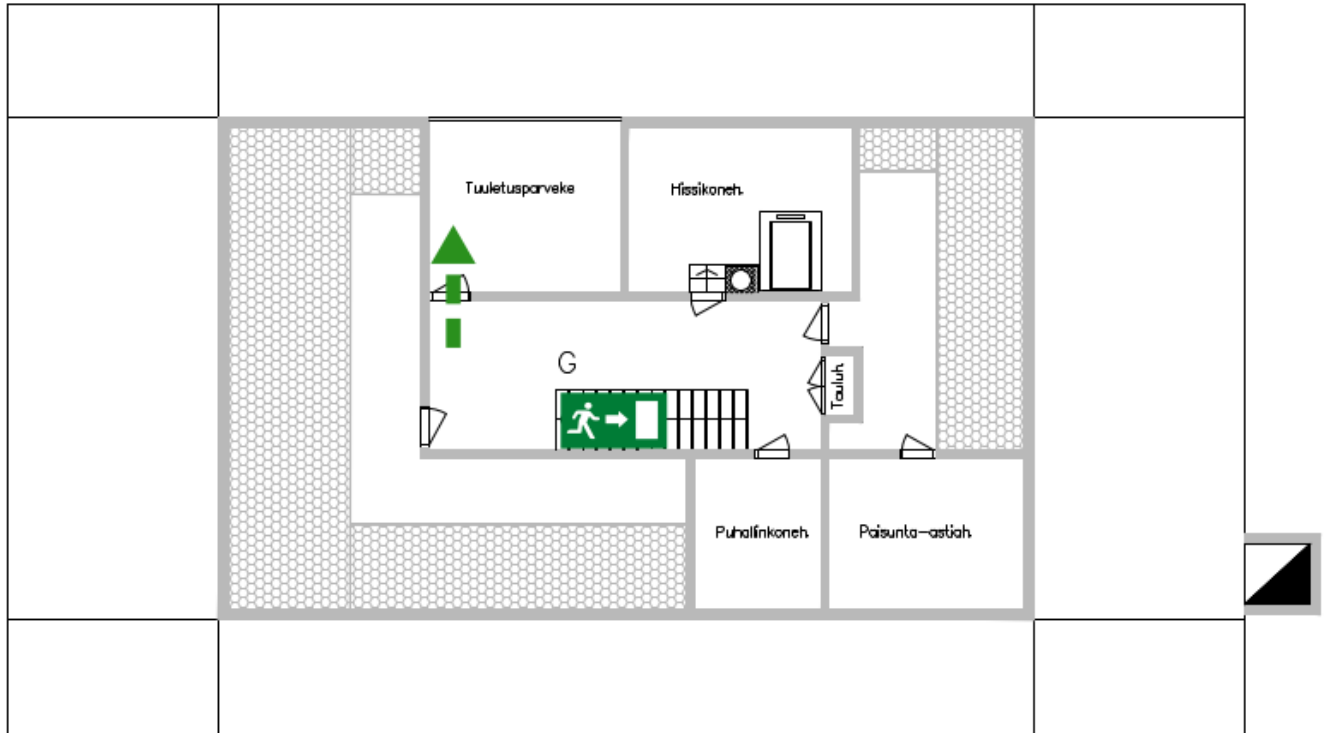 Tuuletusparveke
Hissikoneh.
G
Tauluh.
Puhallinkoneh.
Paisunta-astiah.